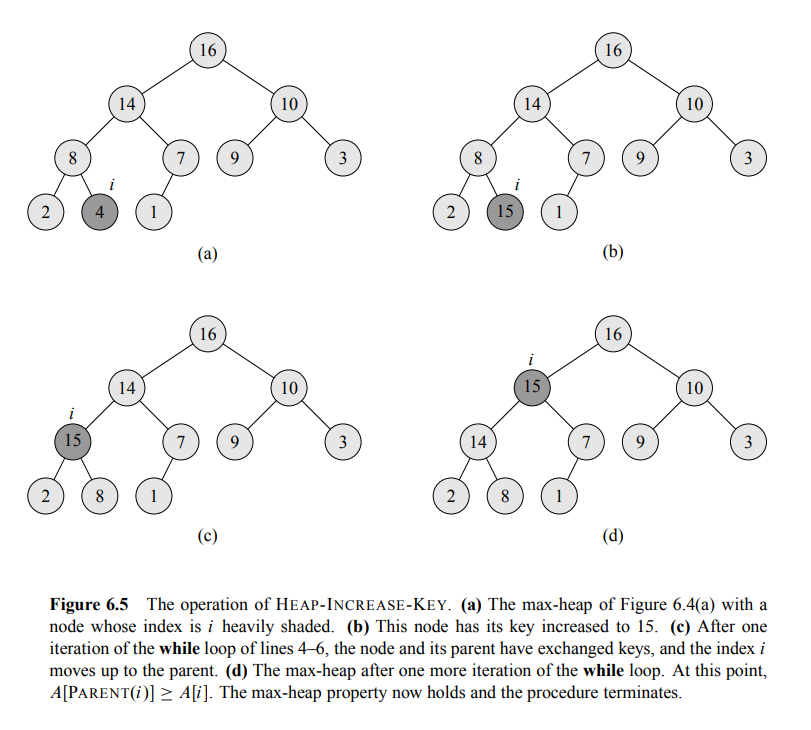 16 16
14 10 14 10
8 7 9 3 8 7 9 3
i i
2 4 1 2 15 1
(a) (b)
16 16
i
14 10 15 10
i
15 7 9 3 14 7 9 3
2 8 1 2 8 1
(c) (d)
Figure 6.5 The operation of HEAP-INCREASE-KEY. (a) The max-heap of Figure 6.4(a) with a
node whose index is i heavily shaded. (b) This node has its key increased to 15. (c) After one
iteration of the while loop of lines 4–6, the node and its parent have exchanged keys, and the index i
moves up to the parent. (d) The max-heap after one more iteration of the while loop. At this point,
A[PARENT(i)] ≥ A[i]. The max-heap property now holds and the procedure terminates.